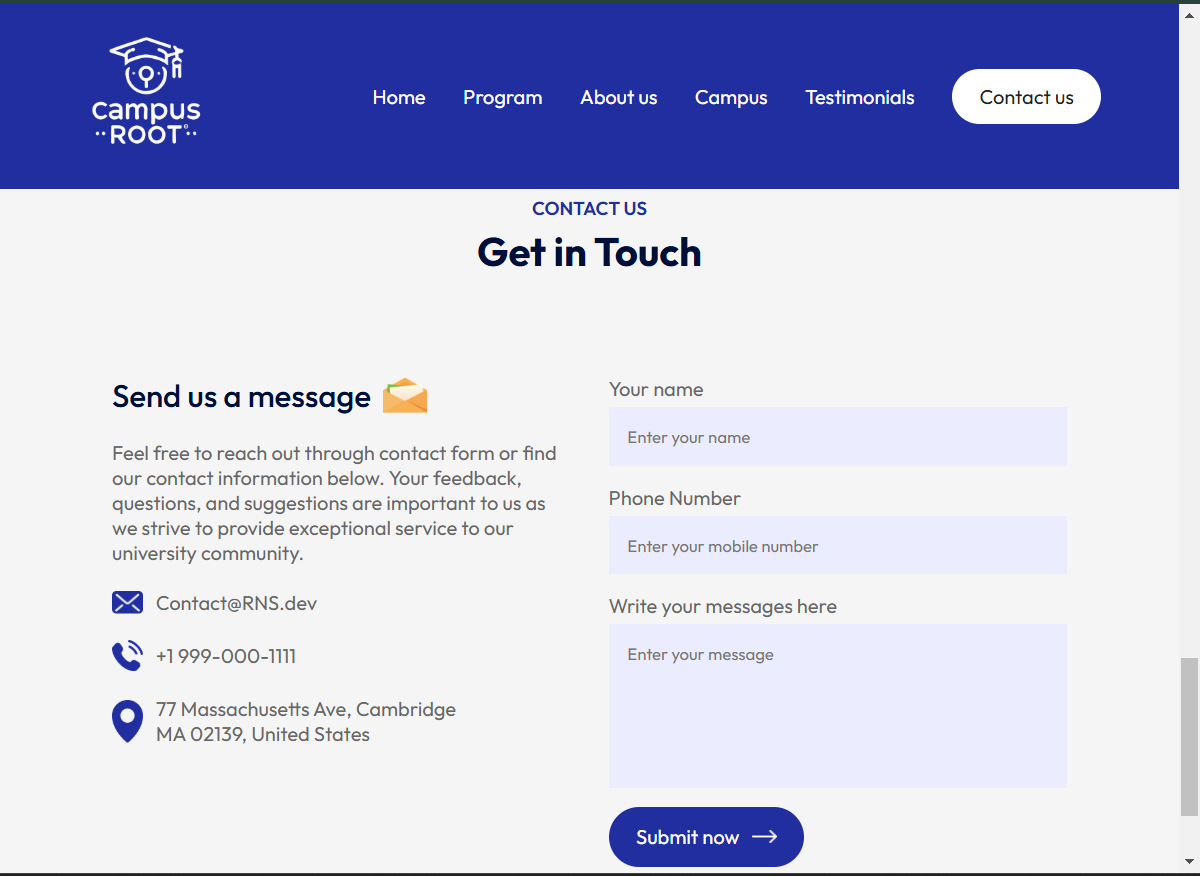 campus
ROOT
Home
Program
About us
Campus
Testimonials
Contact us
CONTACT US
Get in Touch
Send us a message
Feel free to reach out through contact form or find
our contact information below. Your feedback,
questions, and suggestions are important to us as
we strive to provide exceptional service to our
university community.
Contact@RNS.dev
+1 999-000-1111
77 Massachusetts Ave, Cambridge
MA 02139, United States
Your name
Enter your name
Phone Number
Enter your mobile number
Write your messages here
Enter your message
Submit now